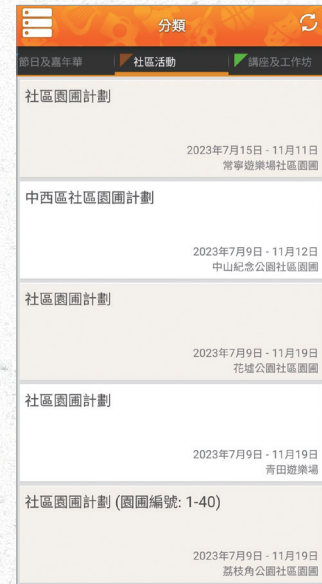 分類
節日及嘉年華 社區活動 講座及工作坊
社區園圃計劃
2023年7月15日 - 11月11日
常寧遊樂場社區園圃
中西區社區園圃計劃
2023年7月9日 - 11月12日
中山紀念公園社區園圃
社區園圃計劃
2023年7月9日 - 11月19日
花墟公園社區園圃
社區園圃計劃
2023年7月9日 - 11月19日
青田遊樂場
社區園圃計劃 (園圃編號: 1-40)
2023年7月9日 - 11月19日
荔枝角公園社區園圃